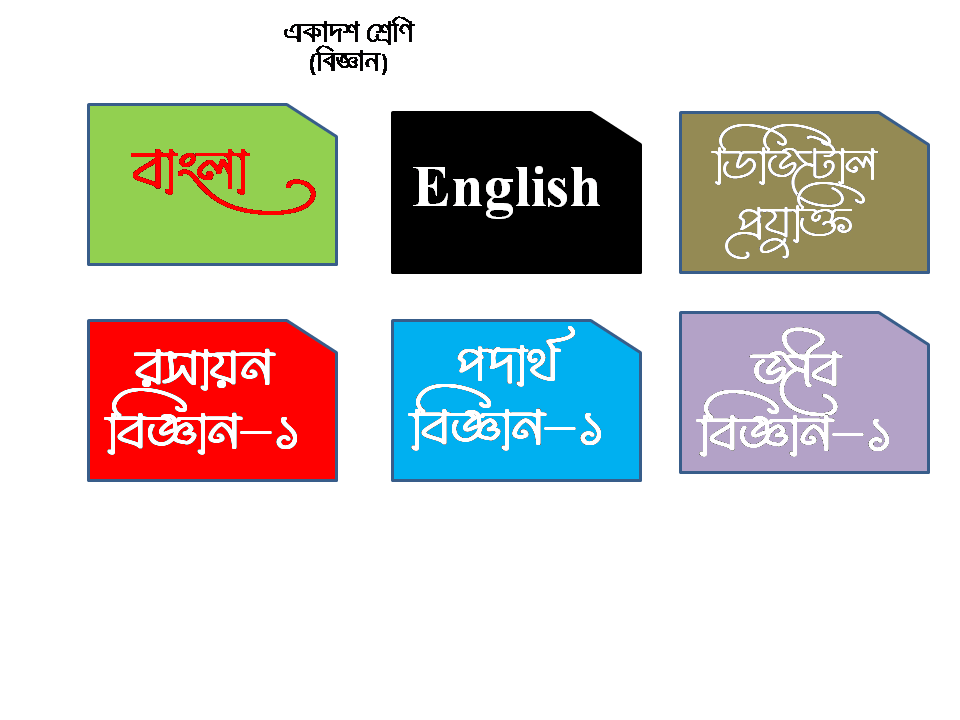 একাদশ শ্রেণি
(বিজ্ঞান)
বাংলা
English
ডিজিটাল
প্রযুক্তি
রসায়ন
বিজ্ঞান-১
পদার্থ
বিজ্ঞান-১
জীব
বিজ্ঞান-১